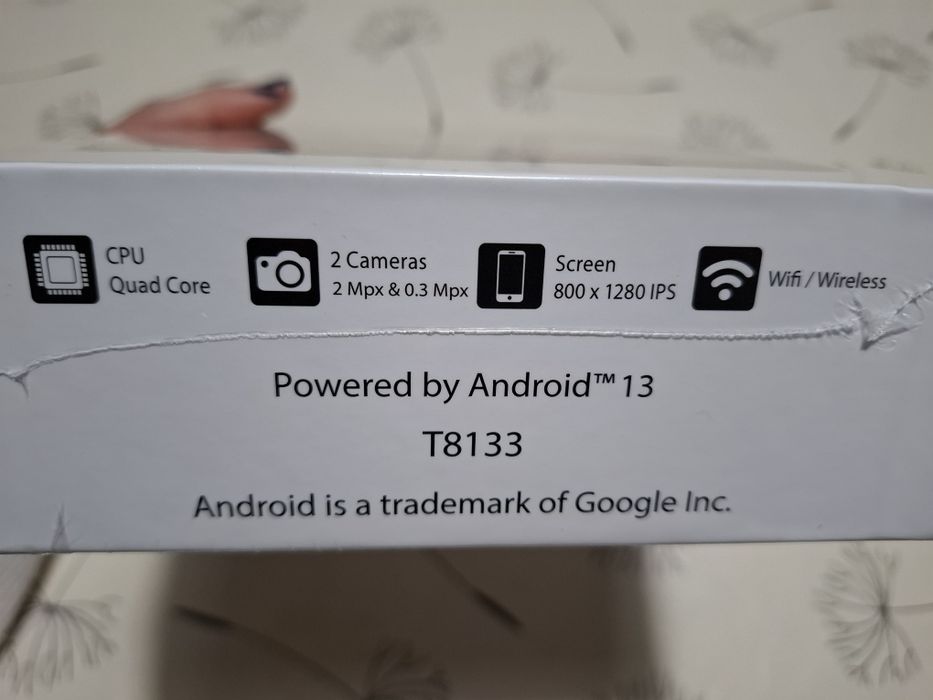 CPU
Quad Core
2 Cameras
2 Mpx & 0.3 Mpx
Screen
800 x 1280 IPS
Wifi / Wireless
Powered by Android™ 13
T8133
Android is a trademark of Google Inc.